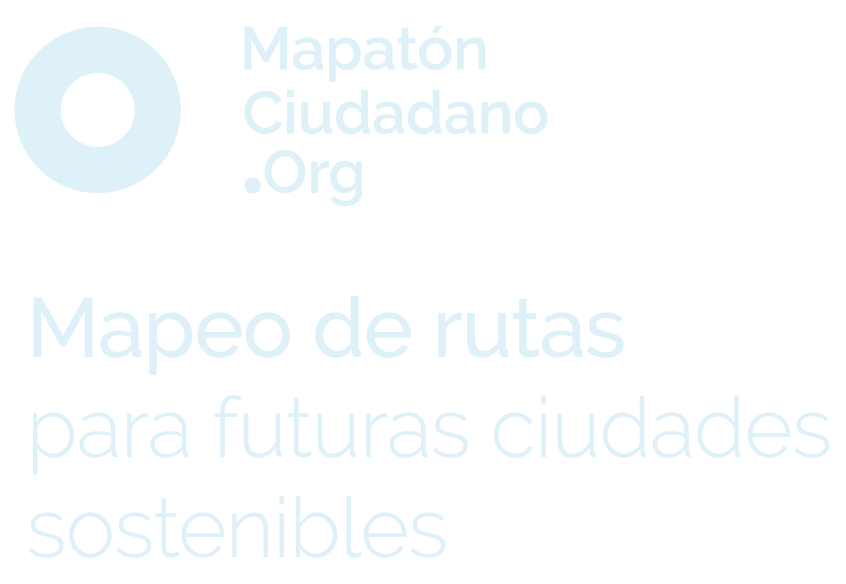 Mapatón
Ciudadano
.Org
Mapeo de rutas
para futuras ciudades
sostenibles